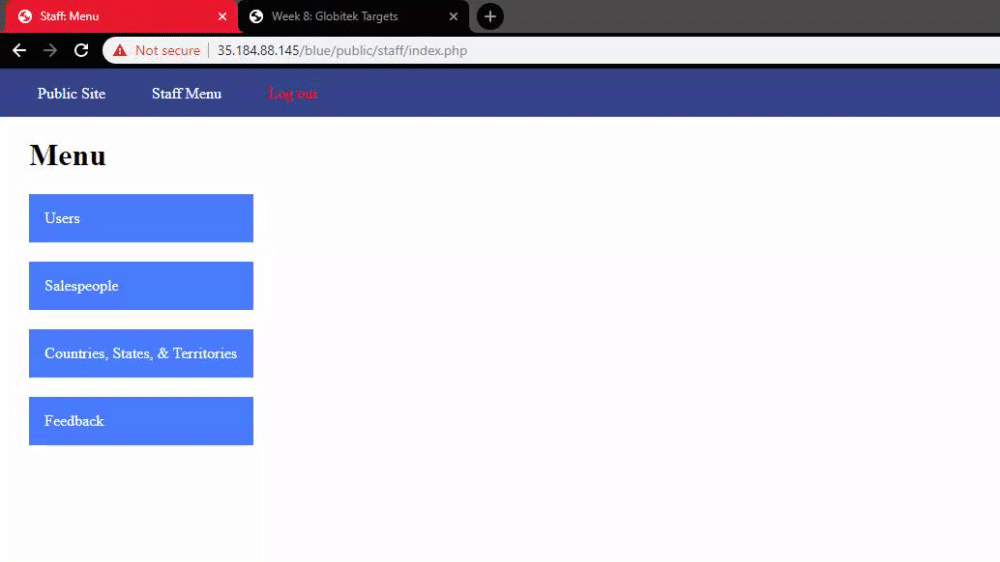 Staff: Menu
Week 8: Globitek Targets
Not secure
35.184.88.145/blue/public/staff/index.php
Public Site
Staff Menu
Log out
Menu
Users
Salespeople
Countries, States, & Territories
Feedback